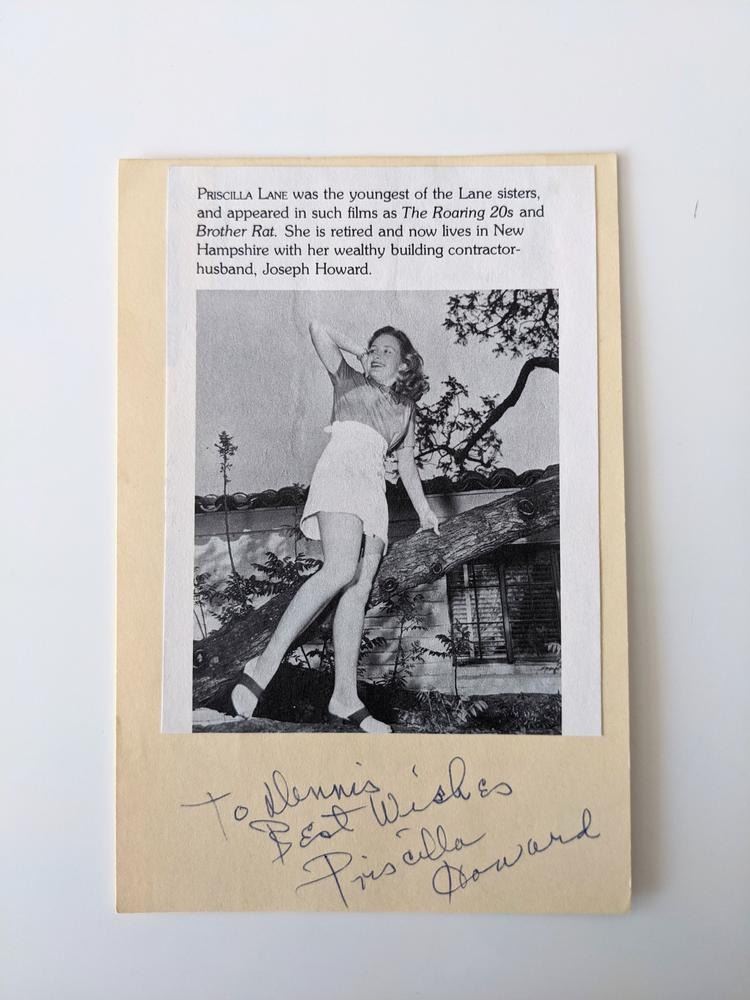 PRISCILLA LANE was the youngest of the Lane sisters,
and appeared in such films as The Roaring 20s and
Brother Rat. She is retired and now lives in New
Hampshire with her wealthy building contractor-
husband, Joseph Howard.
To Dennis
Best Wishes
Priscilla
Howard